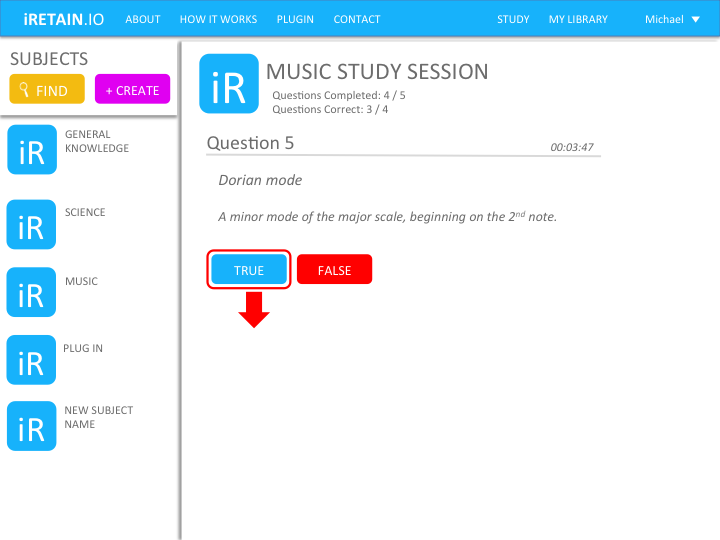 iRETAIN.IO ABOUT HOW IT WORKS PLUGIN CONTACT STUDY MY LIBRARY Michael
SUBJECTS
FIND + CREATE
iR GENERAL
KNOWLEDGE
iR SCIENCE
iR MUSIC
iR PLUG IN
iR NEW SUBJECT
NAME
iR MUSIC STUDY SESSION
Questions Completed: 4 / 5
Questions Correct: 3 / 4
Question 5 00:03:47
Dorian mode
A minor mode of the major scale, beginning on the 2nd note.
TRUE FALSE